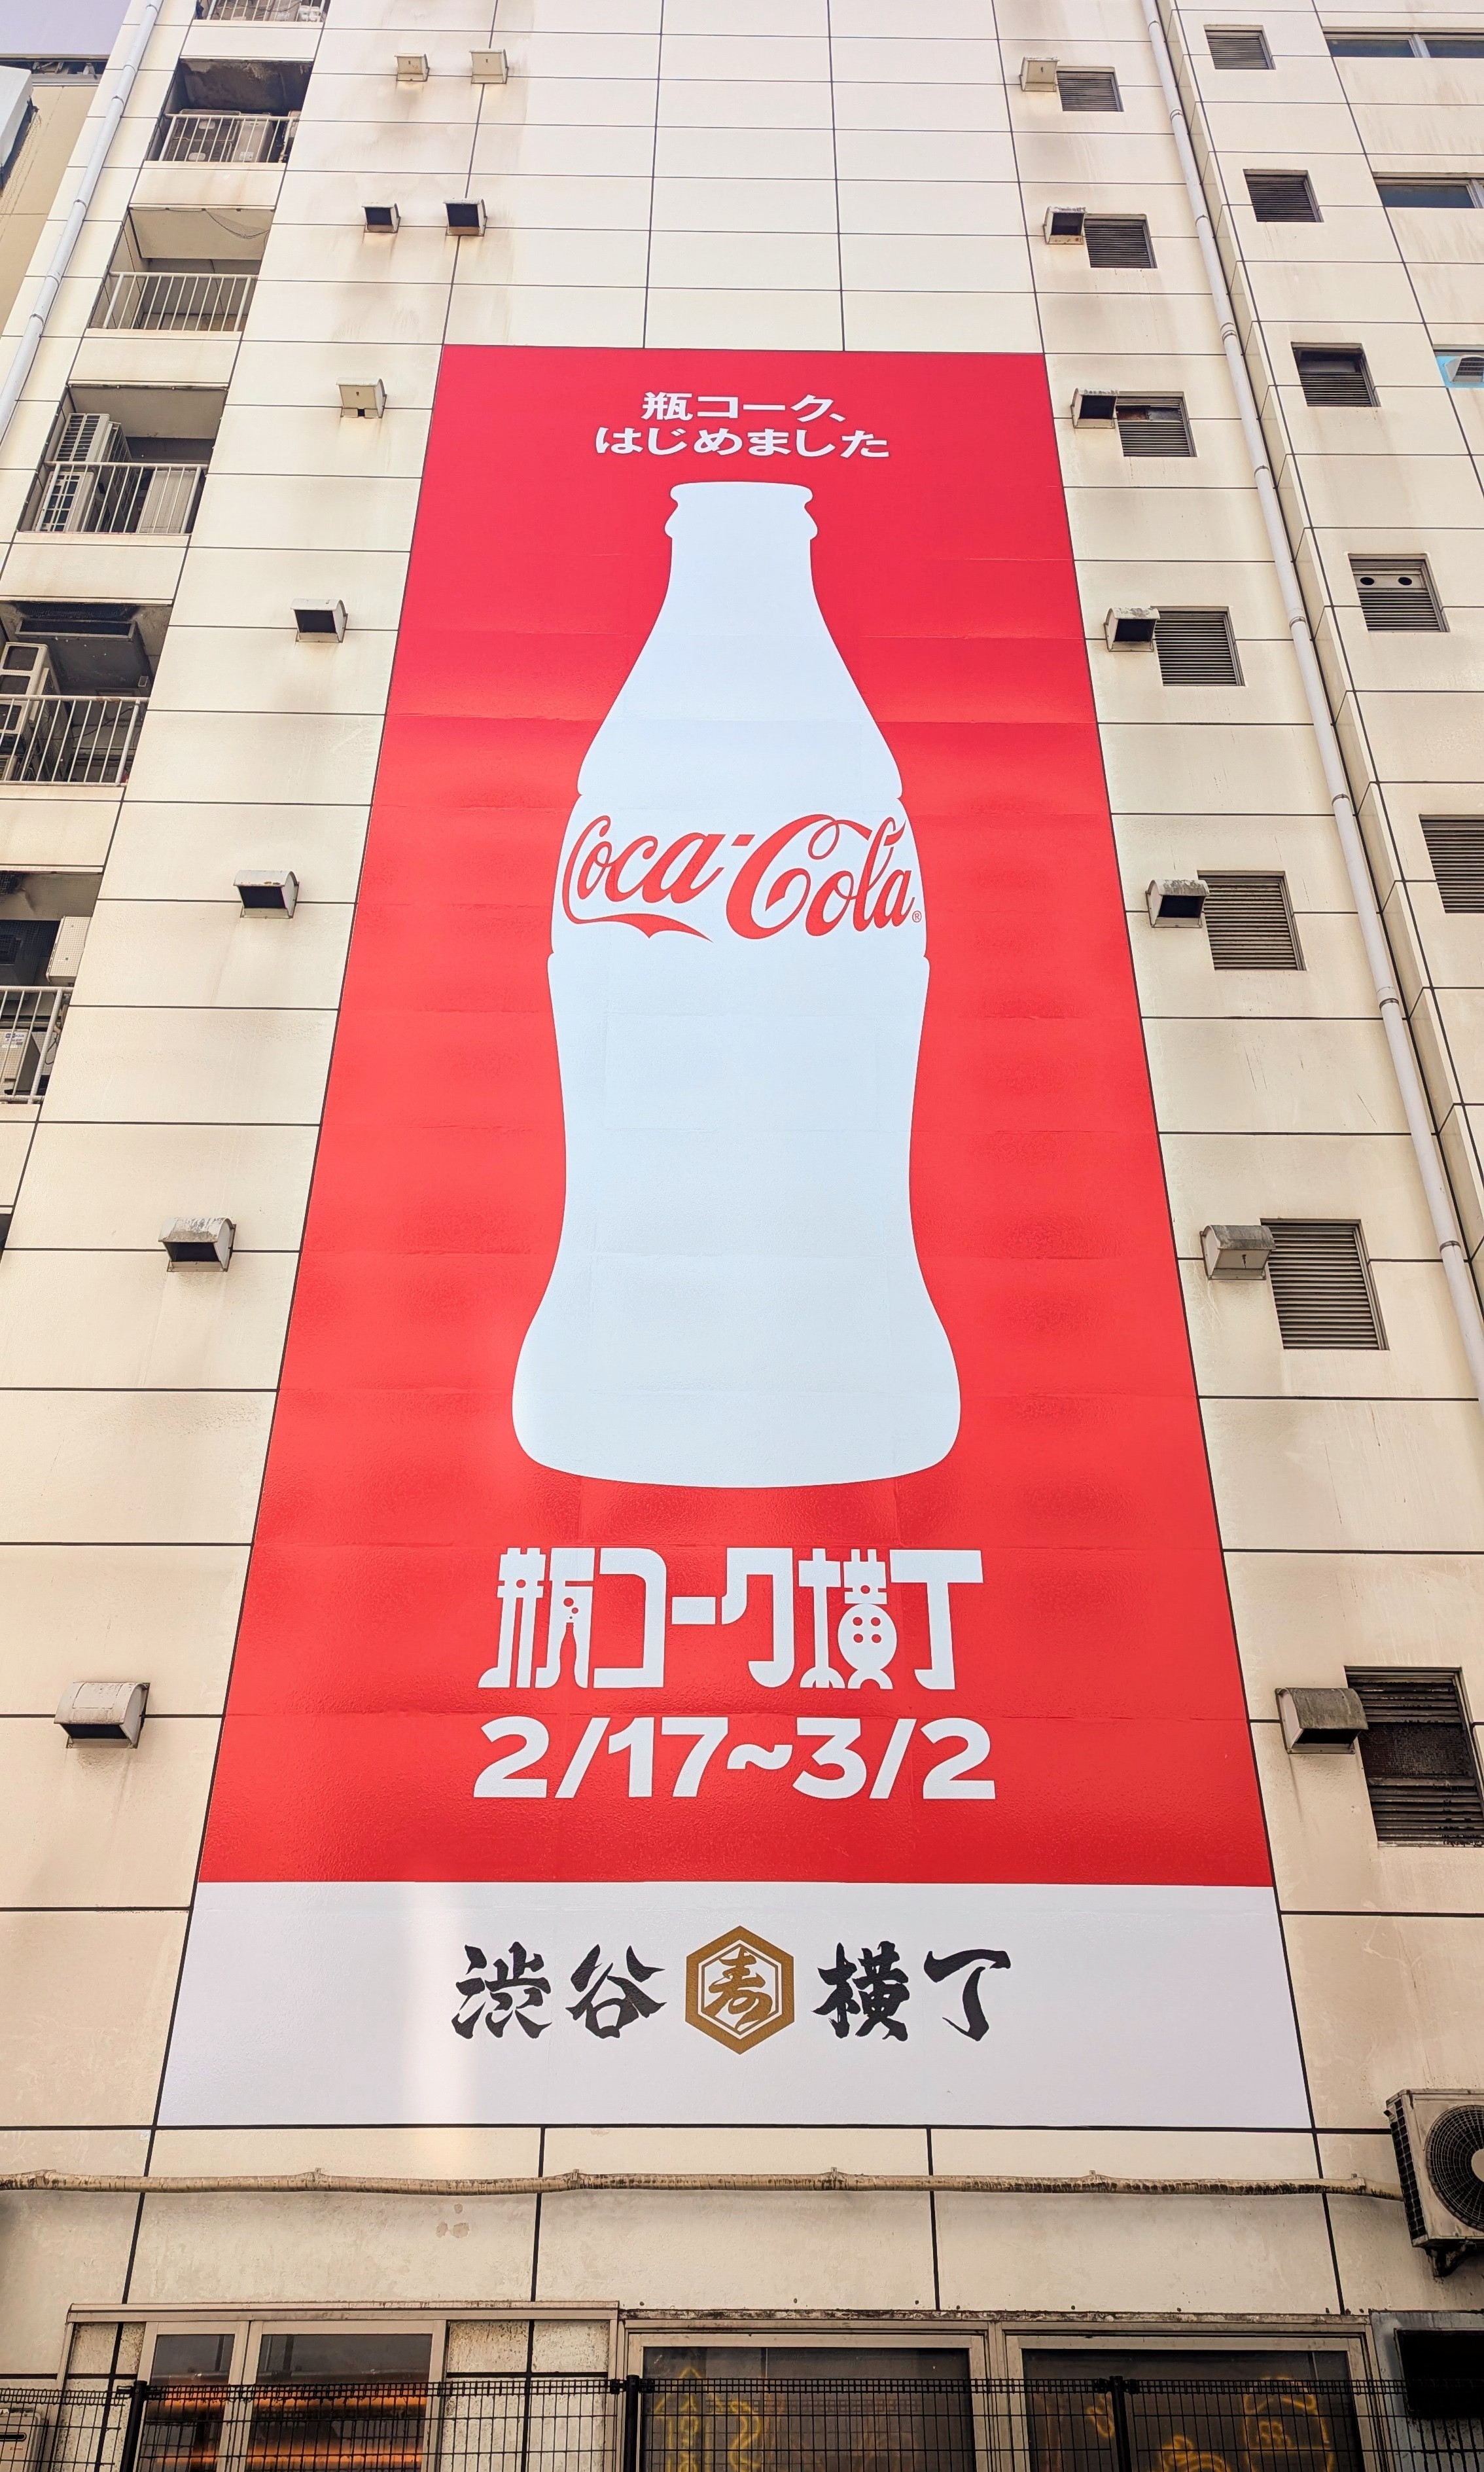 瓶コーク、
はじめました
Coca-Cola®
瓶コーク横丁
2/17~3/2
渋谷 寿 横丁